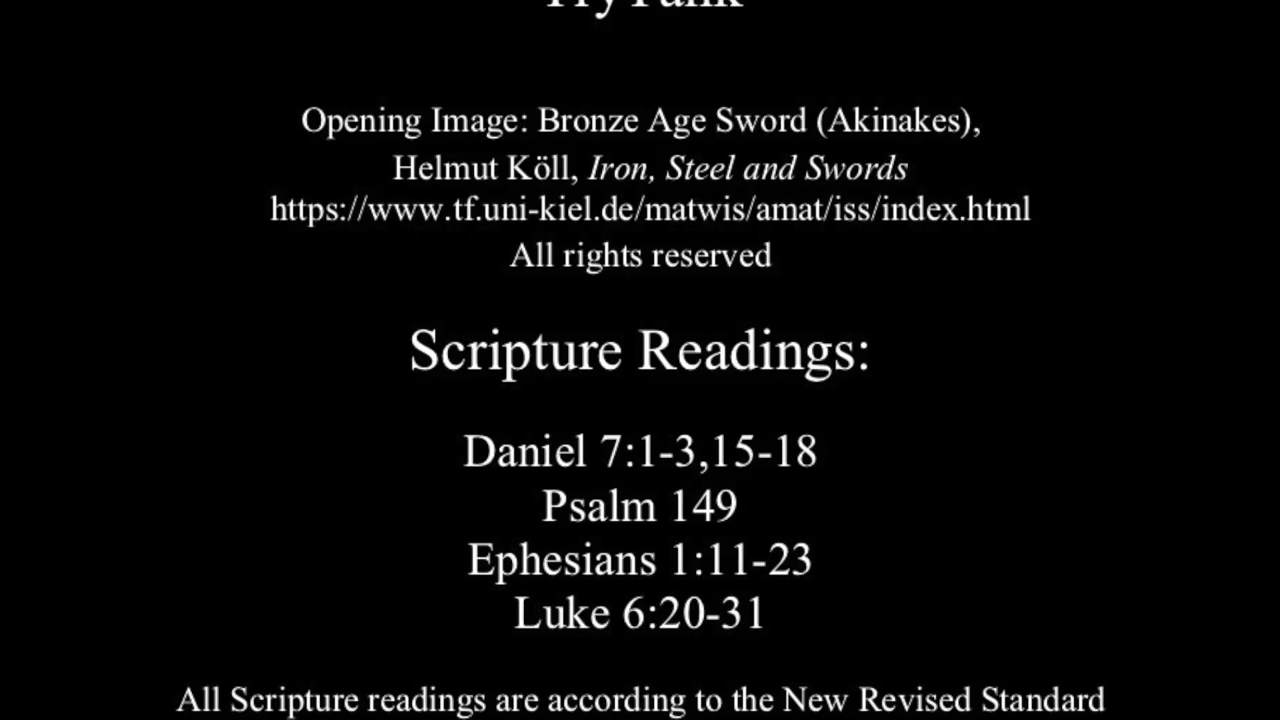 Opening Image: Bronze Age Sword (Akinakes),
Helmut Köll, Iron, Steel and Swords
https://www.tf.uni-kiel.de/matwis/amat/iss/index.html
All rights reserved
Scripture Readings:
Daniel 7:1-3,15-18
Psalm 149
Ephesians 1:11-23
Luke 6:20-31
All Scripture readings are according to the New Revised Standard